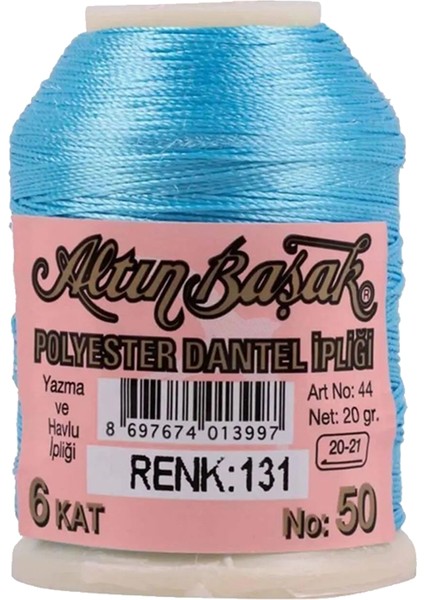 Altın Başak ®
POLYESTER DANTEL İPLİĞİ
Yazma
ve
Havlu
İpliği
8 697674 013997
Art No: 44
Net: 20 gr.
20-21
RENK:131
6 KAT
No: 50